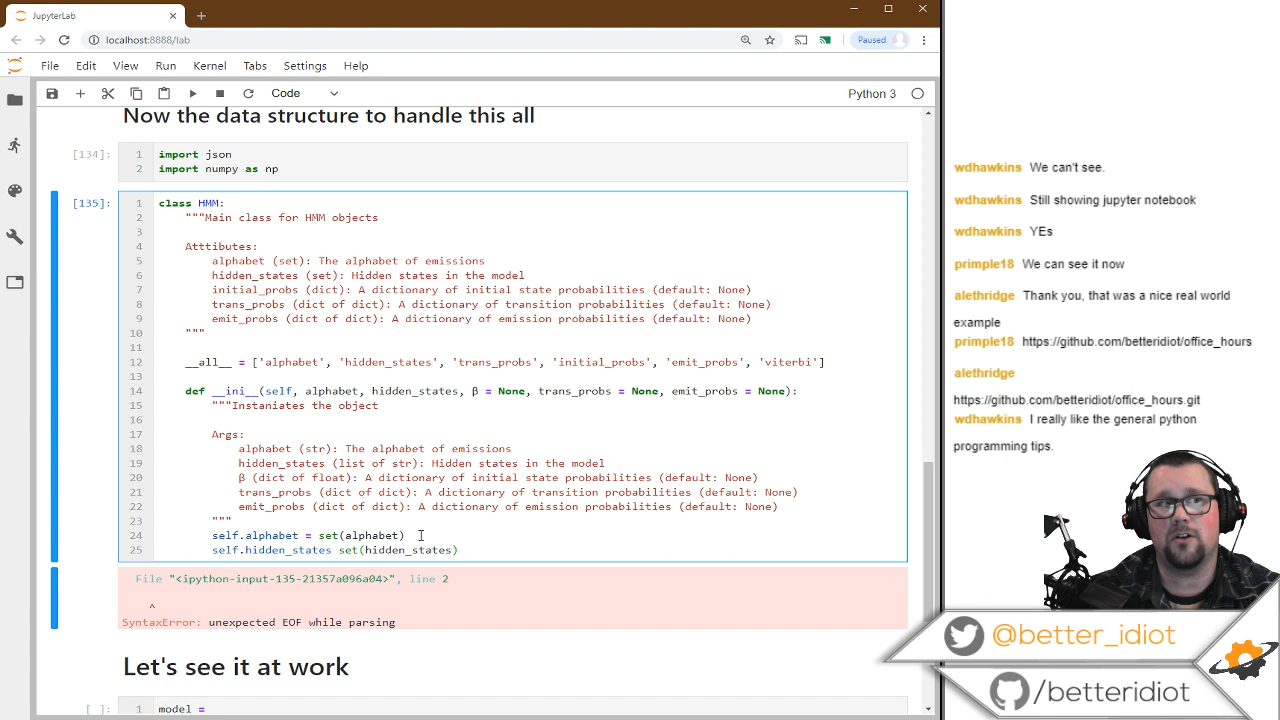 JupyterLab
localhost:8888/lab
Paused
File Edit View Run Kernel Tabs Settings Help
Code
Python 3
Now the data structure to handle this all
[134]:
1 import json
2 import numpy as np
[135]:
1 class HMM:
2 """Main class for HMM objects
3
4 Atttibutes:
5 alphabet (set): The alphabet of emissions
6 hidden_states (set): Hidden states in the model
7 initial_probs (dict): A dictionary of initial state probabilities (default: None)
8 trans_probs (dict of dict): A dictionary of transition probabilities (default: None)
9 emit_probs (dict of dict): A dictionary of emission probabilities (default: None)
10 """
11
12 __all__ = ['alphabet', 'hidden_states', 'trans_probs', 'initial_probs', 'emit_probs', 'viterbi']
13
14 def __ini__(self, alphabet, hidden_states, β = None, trans_probs = None, emit_probs = None):
15 """Instaniates the object
16
17 Args:
18 alphabet (str): The alphabet of emissions
19 hidden_states (list of str): Hidden states in the model
20 β (dict of float): A dictionary of initial state probabilities (default: None)
21 trans_probs (dict of dict): A dictionary of transition probabilities (default: None)
22 emit_probs (dict of dict): A dictionary of emission probabilities (default: None)
23 """
24 self.alphabet = set(alphabet)
25 self.hidden_states set(hidden_states)
File "<ipython-input-135-21357a096a04>", line 2
^
SyntaxError: unexpected EOF while parsing
Let's see it at work
[ ]:
1 model =
wdhawkins We can't see.
wdhawkins Still showing jupyter notebook
wdhawkins YEs
primple18 We can see it now
alethridge Thank you, that was a nice real world
example
primple18 https://github.com/betteridiot/office_hours
alethridge
https://github.com/betteridiot/office_hours.git
wdhawkins I really like the general python
programming tips.
@better_idiot
/betteridiot